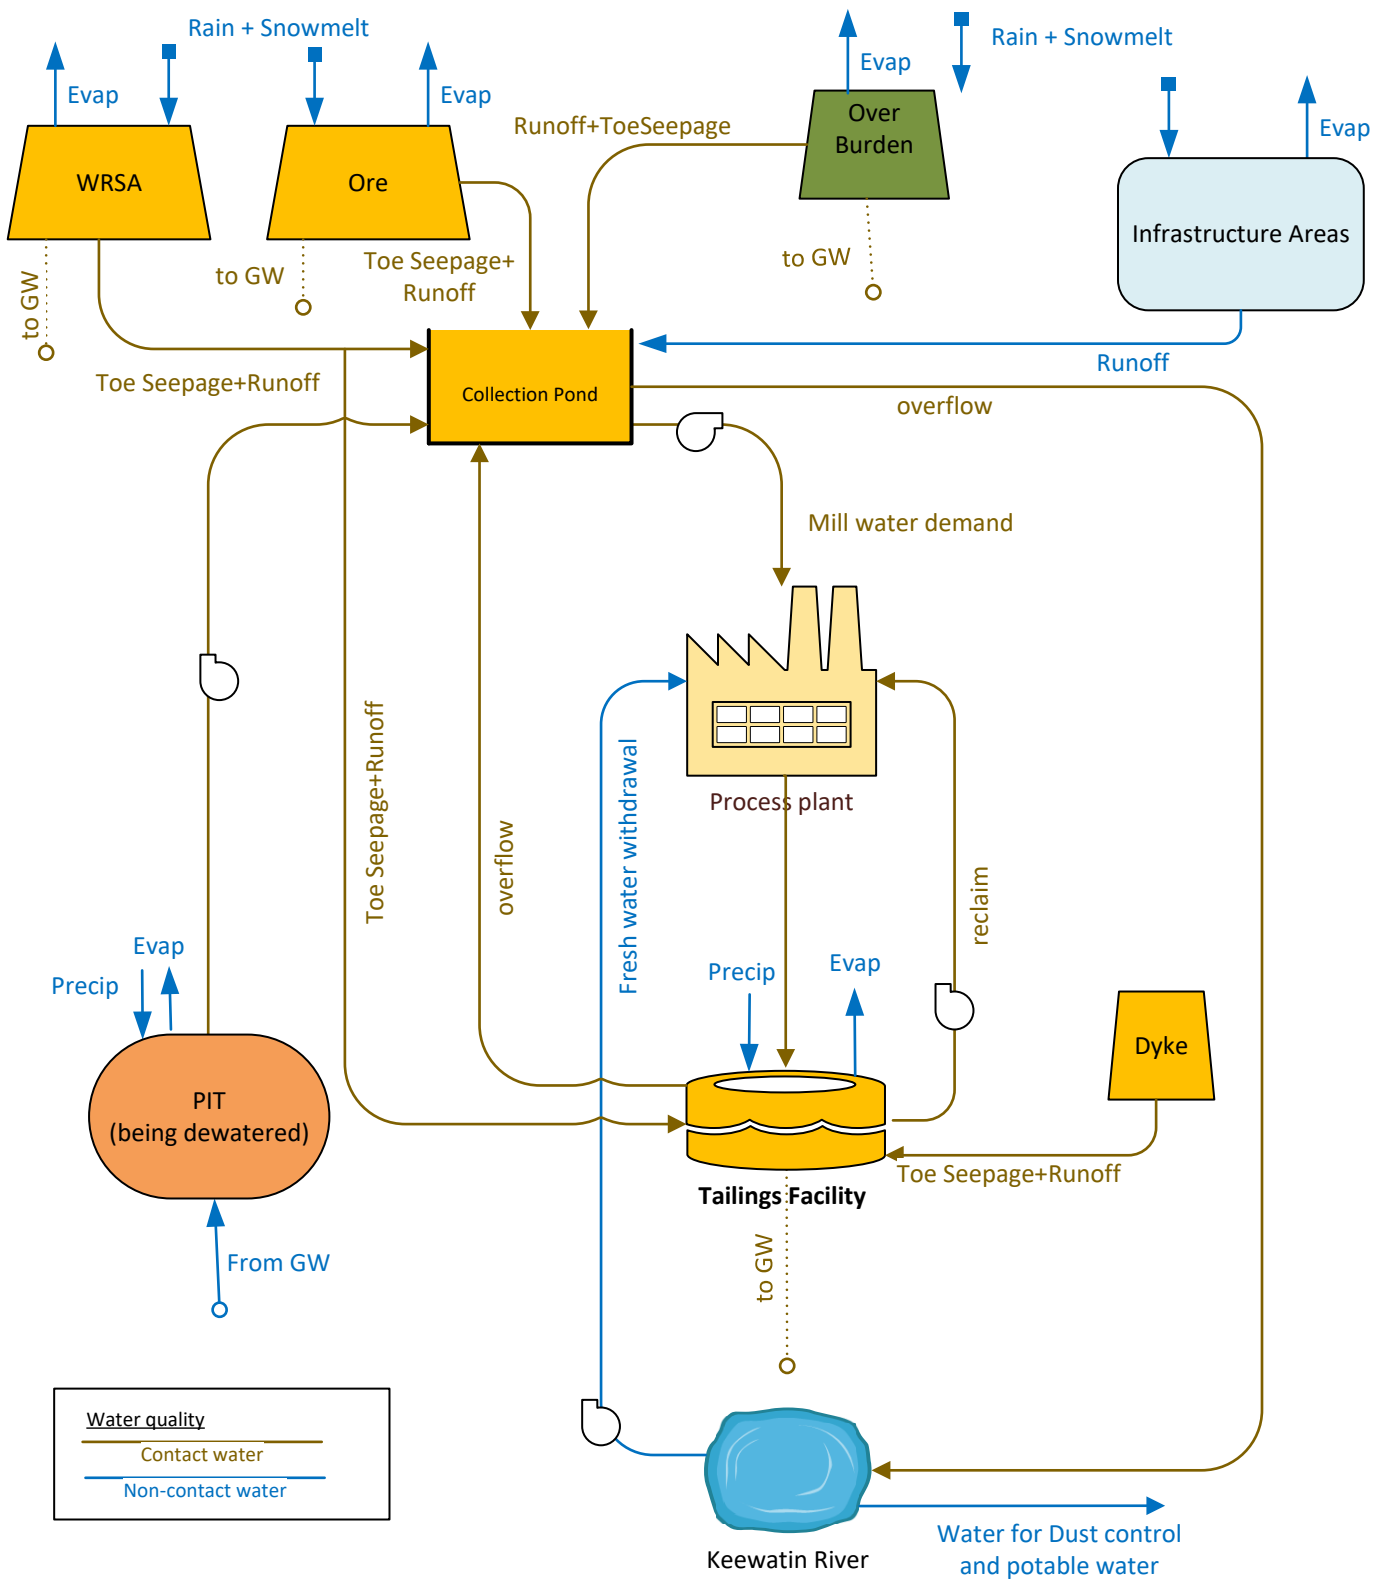 Rain + Snowmelt
Rain + Snowmelt
Evap
Evap
Evap
Evap
WRSA
Ore
Runoff+ToeSeepage
Over
Burden
Infrastructure Areas
to GW
to GW
Toe Seepage+
Runoff
to GW
Toe Seepage+Runoff
Collection Pond
Runoff
overflow
Mill water demand
Process plant
Toe Seepage+Runoff
overflow
Fresh water withdrawal
reclaim
Evap
Precip
Precip
Evap
PIT
(being dewatered)
Dyke
Toe Seepage+Runoff
Tailings Facility
From GW
to GW
Water quality
Contact water
Non-contact water
Keewatin River
Water for Dust control
and potable water